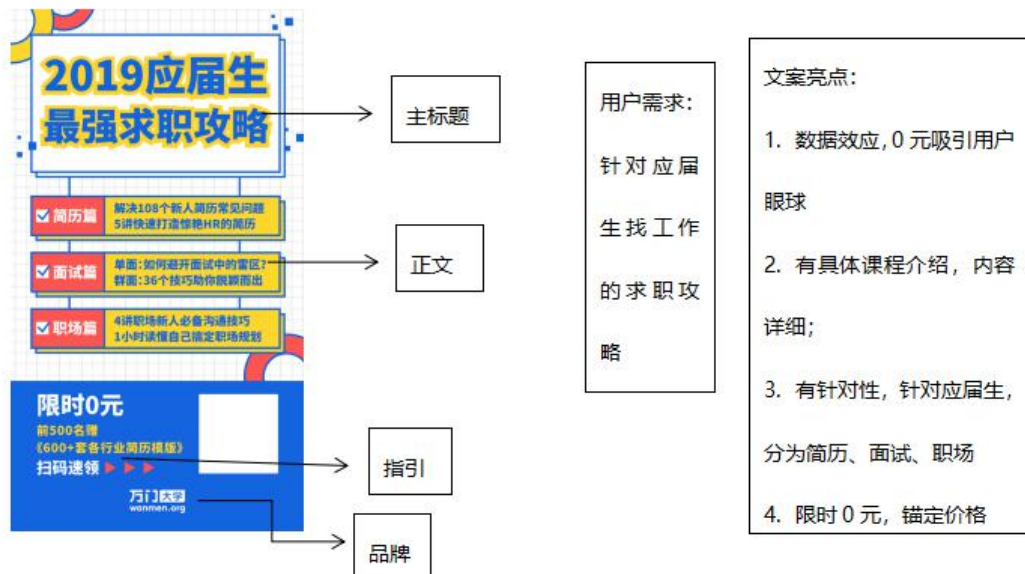 2019应届生
最强求职攻略
简历篇
解决108个新人简历常见问题
5讲快速打造惊艳HR的简历
面试篇
单面:如何避开面试中的雷区?
群面:36个技巧助你脱颖而出
职场篇
4讲职场新人必备沟通技巧
1小时读懂自己搞定职场规划
限时0元
前500名赠
《600+套各行业简历模版》
扫码速领
万门大学
wanmen.org
主标题
正文
指引
品牌
用户需求：
针对应届
生找工作
的求职攻
略
文案亮点：
1. 数据效应，0 元吸引用户
眼球
2. 有具体课程介绍，内容
详细；
3. 有针对性，针对应届生，
分为简历、面试、职场
4. 限时 0 元，锚定价格